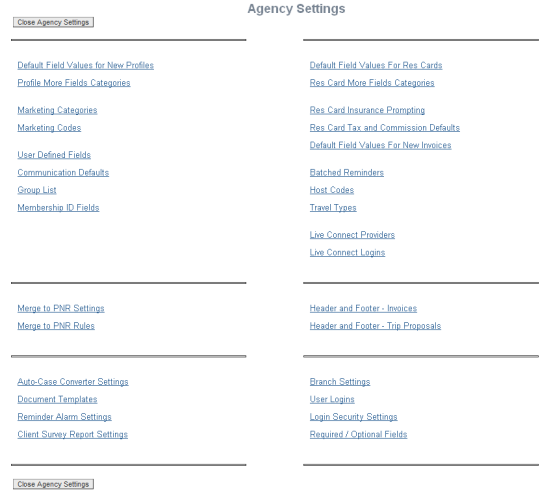 Agency Settings
Close Agency Settings
Default Field Values for New Profiles
Profile More Fields Categories
Marketing Categories
Marketing Codes
User Defined Fields
Communication Defaults
Group List
Membership ID Fields
Default Field Values For Res Cards
Res Card More Fields Categories
Res Card Insurance Prompting
Res Card Tax and Commission Defaults
Default Field Values For New Invoices
Batched Reminders
Host Codes
Travel Types
Live Connect Providers
Live Connect Logins
Merge to PNR Settings
Merge to PNR Rules
Header and Footer - Invoices
Header and Footer - Trip Proposals
Auto-Case Converter Settings
Document Templates
Reminder Alarm Settings
Client Survey Report Settings
Branch Settings
User Logins
Login Security Settings
Required / Optional Fields
Close Agency Settings